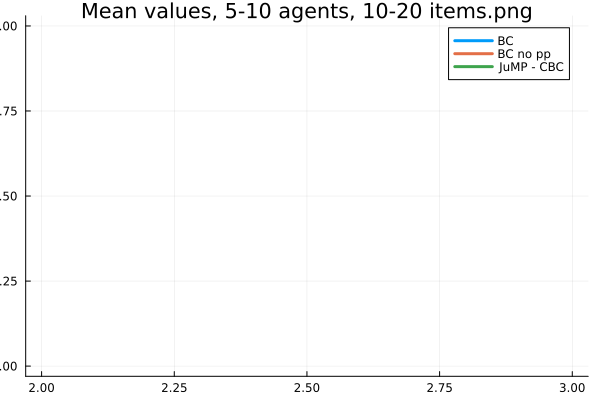 Mean values, 5-10 agents, 10-20 items.png
BC
BC no pp
JuMP - CBC
.00
.75
.50
.25
.00
2.00 2.25 2.50 2.75 3.00